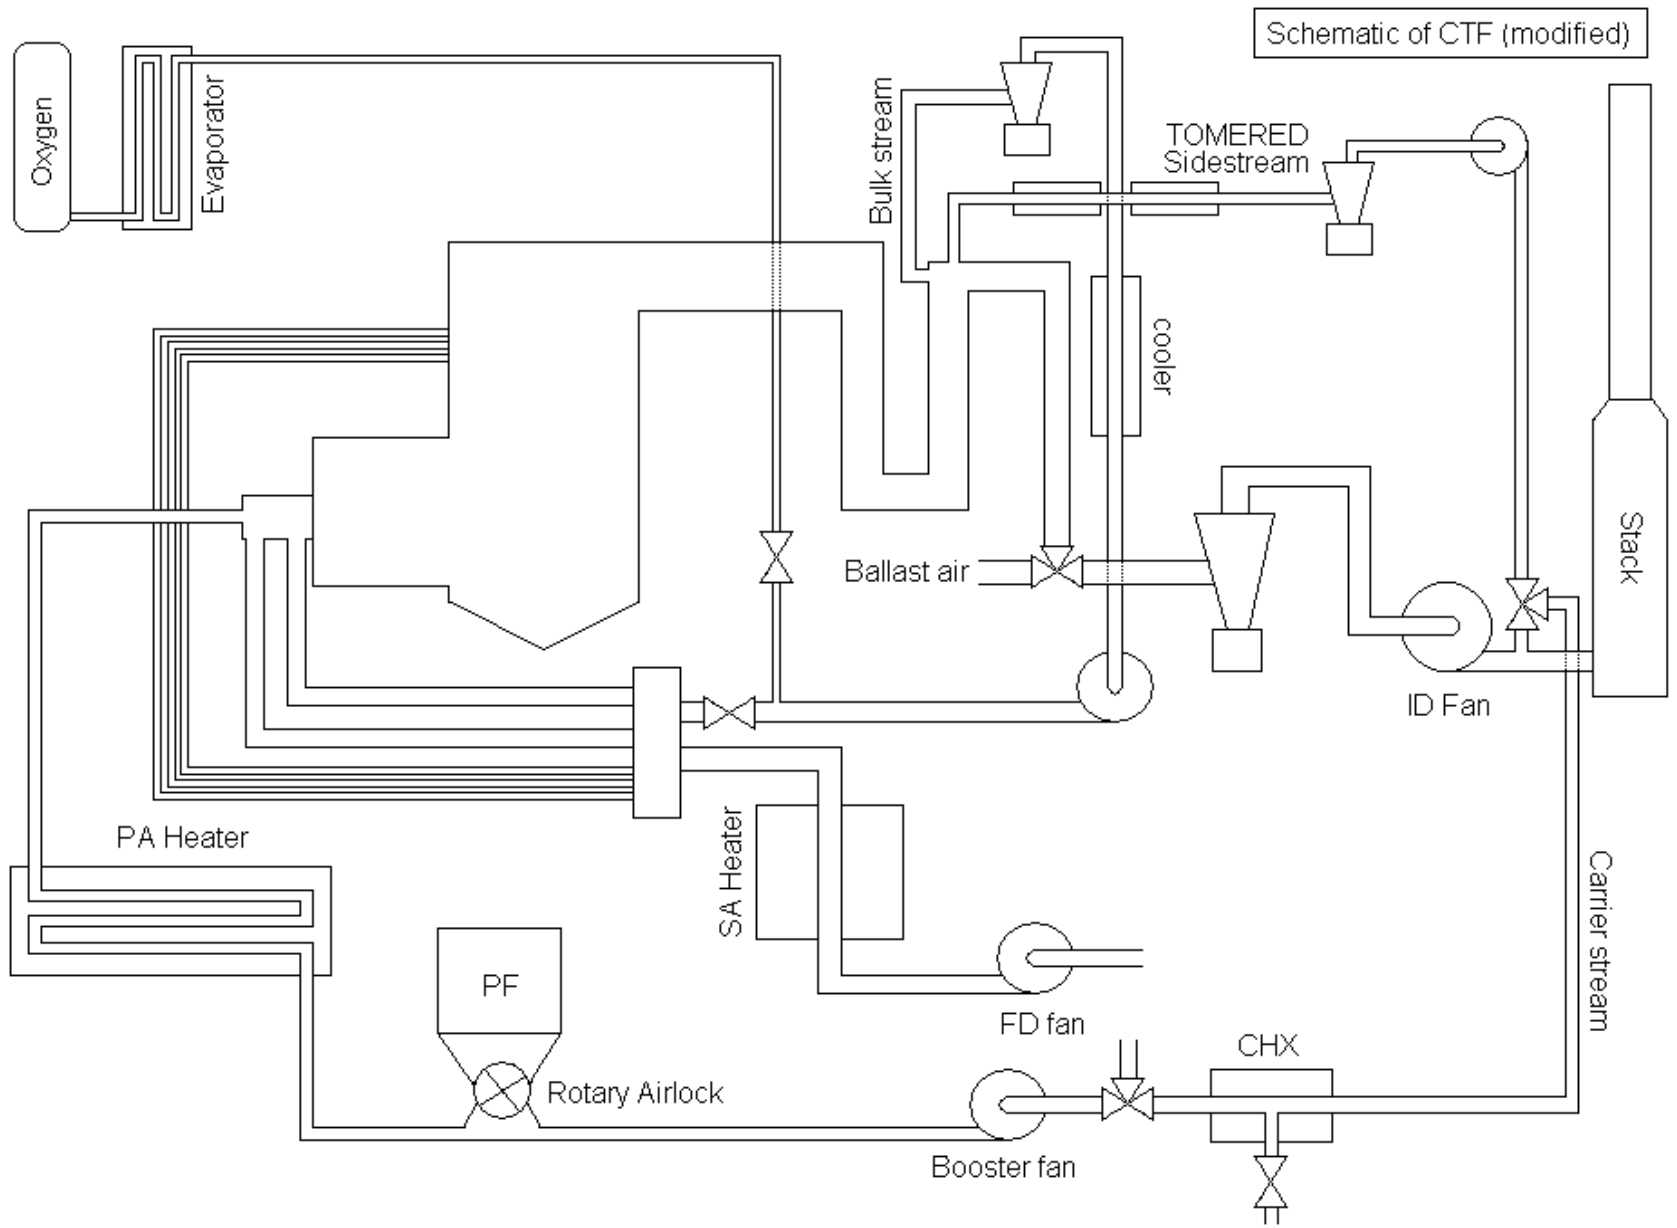 Schematic of CTF (modified)
Oxygen
Evaporator
Bulk stream
TOMERED
Sidestream
cooler
Stack
Ballast air
ID Fan
PA Heater
SA Heater
Carrier stream
PF
FD fan
CHX
Rotary Airlock
Booster fan